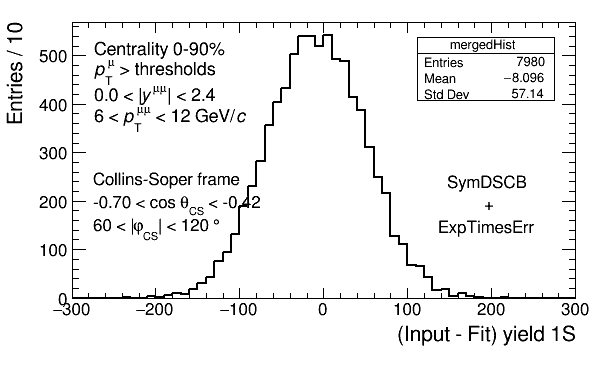 Entries / 10
500
400
300
200
100
0
Centrality 0-90%
p_T^μ > thresholds
0.0 < |y^μμ| < 2.4
6 < p_T^μμ < 12 GeV/c
Collins-Soper frame
-0.70 < cos θ_CS < -0.42
60 < |φ_CS| < 120 °
mergedHist
Entries 7980
Mean −8.096
Std Dev 57.14
SymDSCB
+
ExpTimesErr
−300 −200 −100 0 100 200 300
(Input - Fit) yield 1S